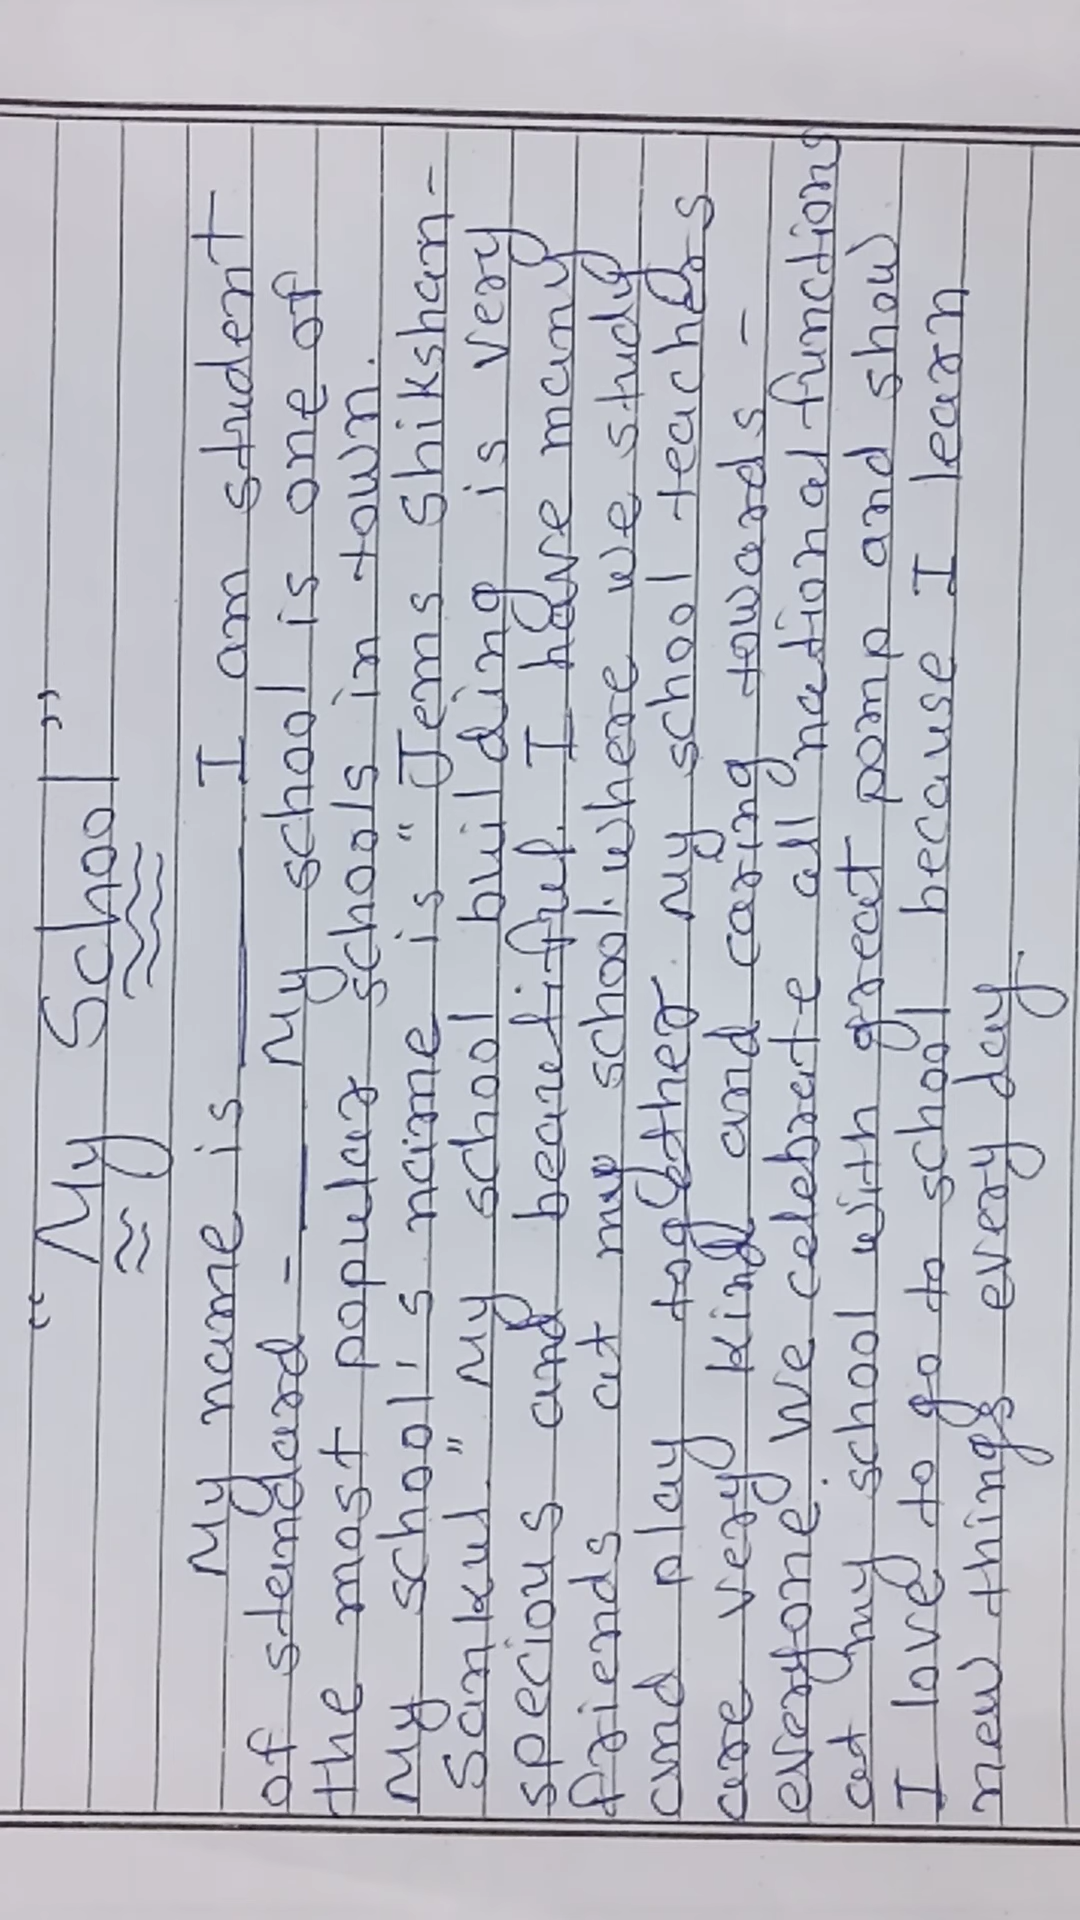 " My School "
My name is ______ I am student
of standard - ______ My school is one of
the most popular schools in town.
My school's name is "Jems Shikshan-
Sankul." My school building is very
specious and beautiful. I have many
friends at my school. where we study
and play together. My school teachers
are very kind and caring towards -
everyone. We celebrate all national functions
at my school with great pomp and show
I love to go to school because I learn
new things every day.